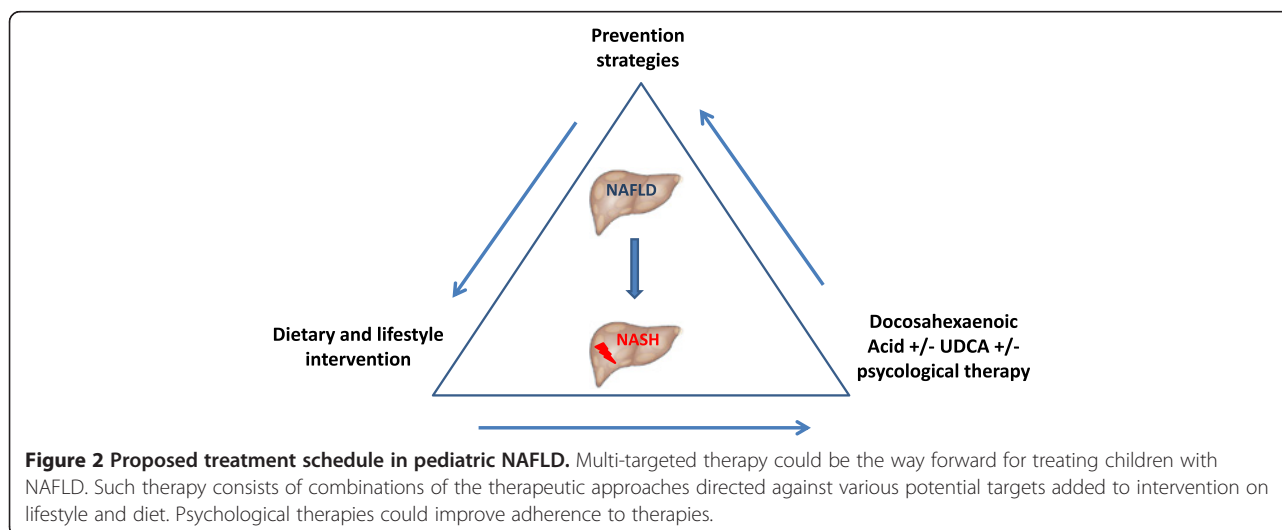 Prevention
strategies
NAFLD
Dietary and lifestyle
intervention
NASH
Docosahexaenoic
Acid +/- UDCA +/-
psycological therapy
Figure 2 Proposed treatment schedule in pediatric NAFLD. Multi-targeted therapy could be the way forward for treating children with
NAFLD. Such therapy consists of combinations of the therapeutic approaches directed against various potential targets added to intervention on
lifestyle and diet. Psychological therapies could improve adherence to therapies.